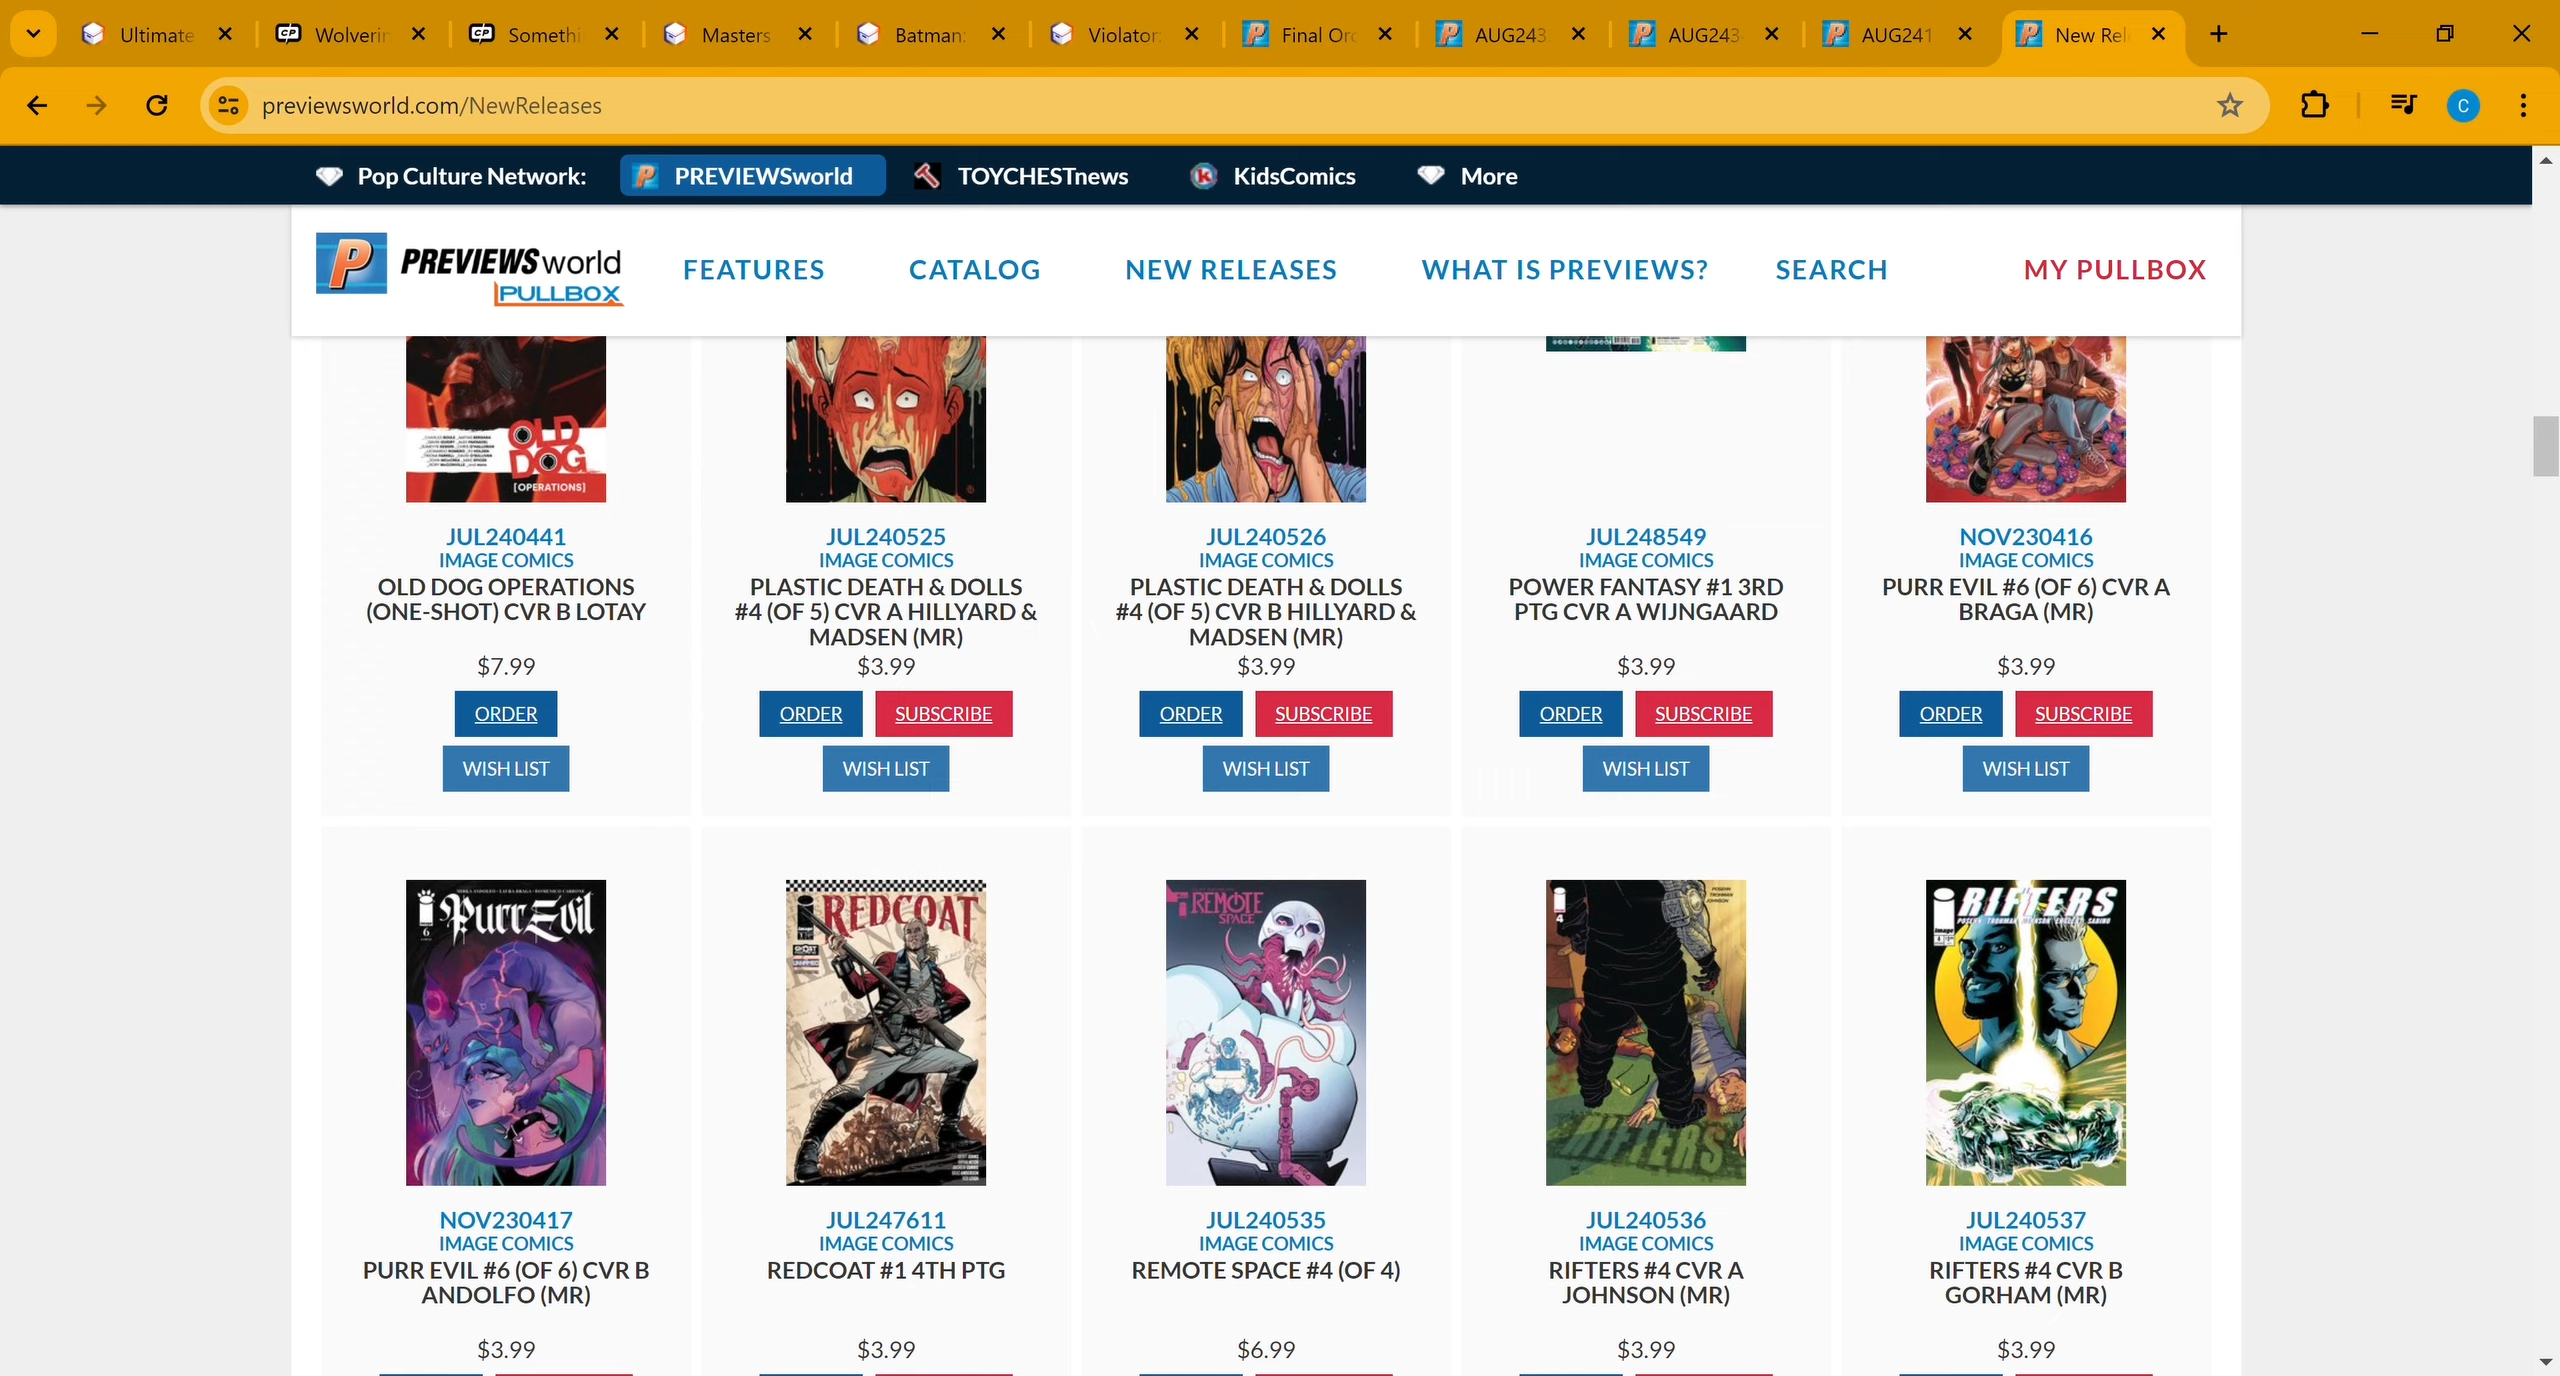 Ultimate
Wolverin
Somethi
Masters
Batman:
Violator:
Final Orc
AUG243
AUG243
AUG241
New Rel
previewsworld.com/NewReleases
C
Pop Culture Network:
PREVIEWSworld
TOYCHESTnews
KidsComics
More
P
PREVIEWSworld
PULLBOX
FEATURES
CATALOG
NEW RELEASES
WHAT IS PREVIEWS?
SEARCH
MY PULLBOX
OLD
DOG
[OPERATIONS]
JUL240441
IMAGE COMICS
OLD DOG OPERATIONS
(ONE-SHOT) CVR B LOTAY
$7.99
ORDER
WISH LIST
JUL240525
IMAGE COMICS
PLASTIC DEATH & DOLLS
#4 (OF 5) CVR A HILLYARD &
MADSEN (MR)
$3.99
ORDER
SUBSCRIBE
WISH LIST
JUL240526
IMAGE COMICS
PLASTIC DEATH & DOLLS
#4 (OF 5) CVR B HILLYARD &
MADSEN (MR)
$3.99
ORDER
SUBSCRIBE
WISH LIST
JUL248549
IMAGE COMICS
POWER FANTASY #1 3RD
PTG CVR A WIJNGAARD
$3.99
ORDER
SUBSCRIBE
WISH LIST
NOV230416
IMAGE COMICS
PURR EVIL #6 (OF 6) CVR A
BRAGA (MR)
$3.99
ORDER
SUBSCRIBE
WISH LIST
Purr Evil
6
NOV230417
IMAGE COMICS
PURR EVIL #6 (OF 6) CVR B
ANDOLFO (MR)
$3.99
REDCOAT
JUL247611
IMAGE COMICS
REDCOAT #1 4TH PTG
$3.99
REMOTE
SPACE
JUL240535
IMAGE COMICS
REMOTE SPACE #4 (OF 4)
$6.99
4
POSEHN
TROHMAN
JOHNSON
RIFTERS
JUL240536
IMAGE COMICS
RIFTERS #4 CVR A
JOHNSON (MR)
$3.99
RIFTERS
JUL240537
IMAGE COMICS
RIFTERS #4 CVR B
GORHAM (MR)
$3.99